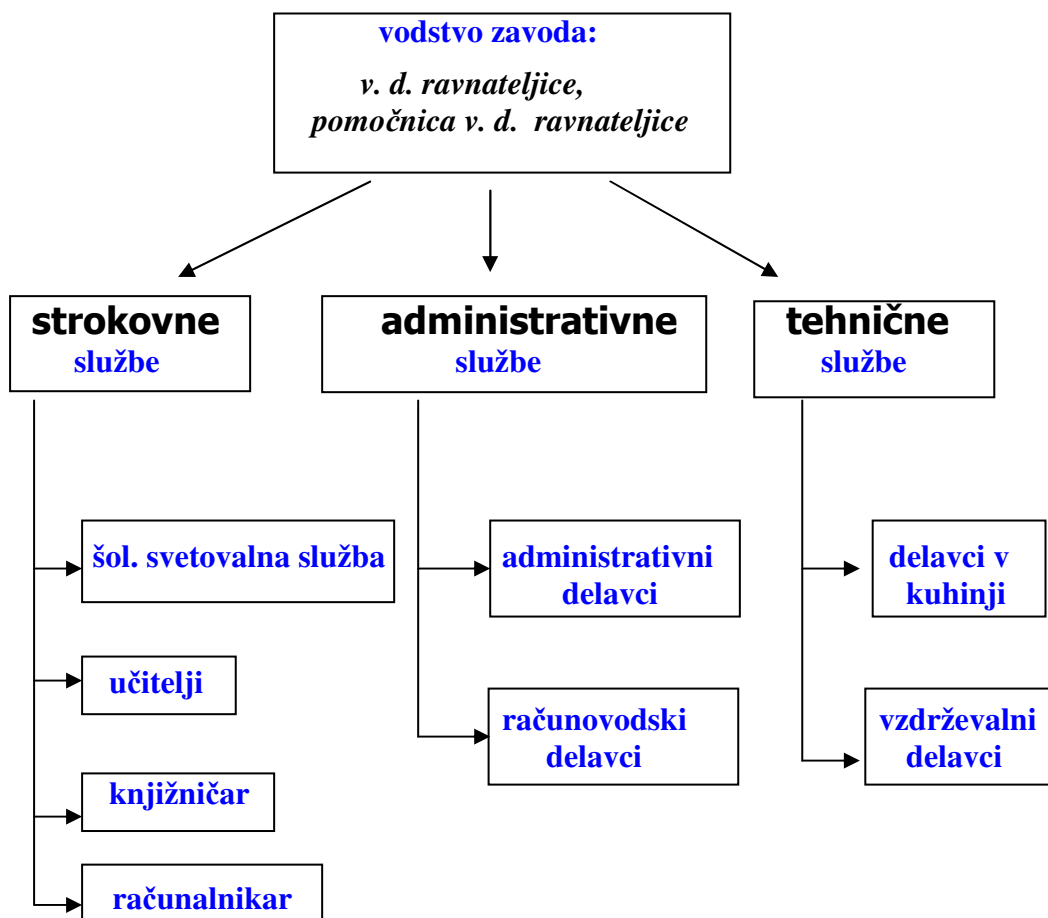 vodstvo zavoda:
v. d. ravnateljice,
pomočnica v. d. ravnateljice
strokovne
službe
administrativne
službe
tehnične
službe
šol. svetovalna služba
učitelji
knjižničar
računalnikar
administrativni
delavci
računovodski
delavci
delavci v
kuhinji
vzdrževalni
delavci